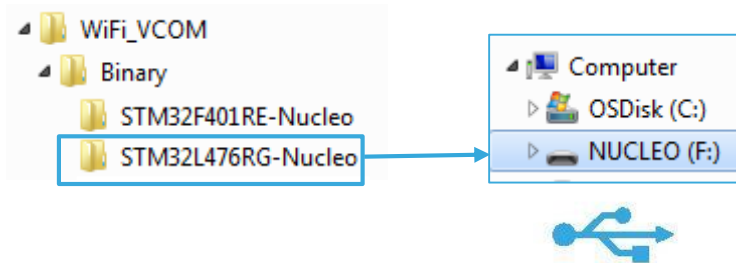 WiFi_VCOM
Binary
STM32F401RE-Nucleo
STM32L476RG-Nucleo
Computer
OSDisk (C:)
NUCLEO (F:)